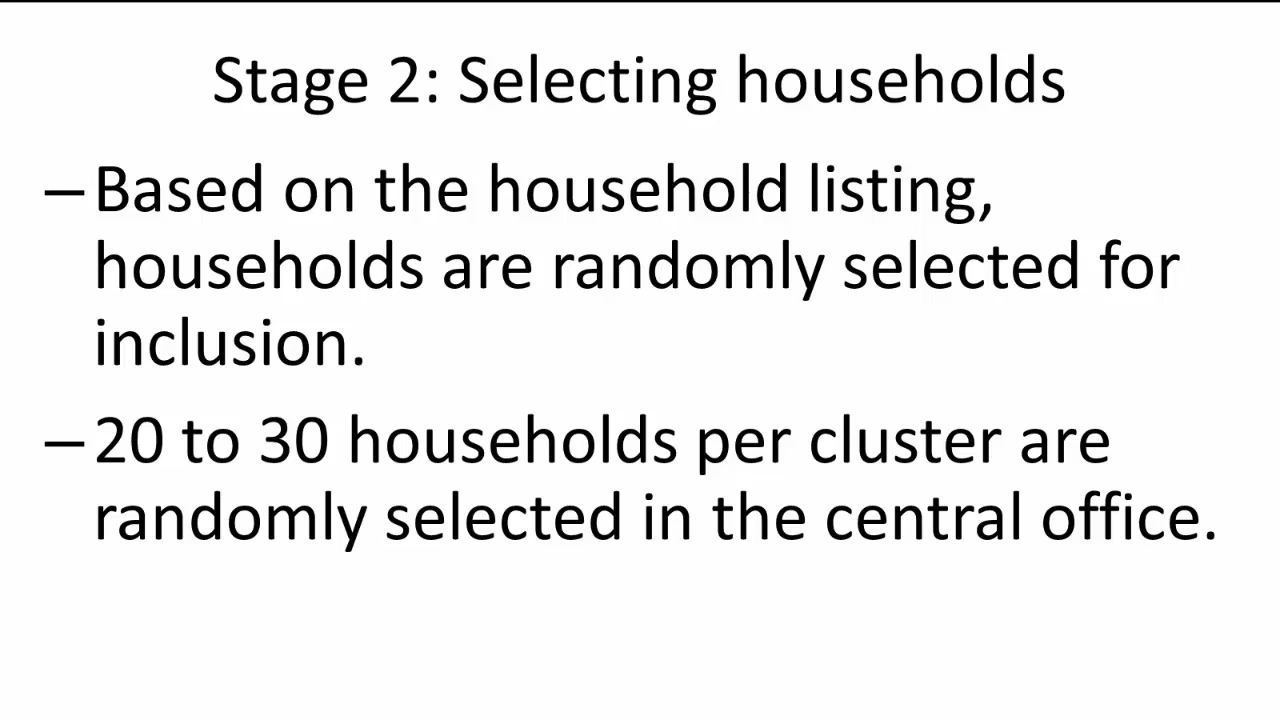 Stage 2: Selecting households
–Based on the household listing,
households are randomly selected for
inclusion.
–20 to 30 households per cluster are
randomly selected in the central office.